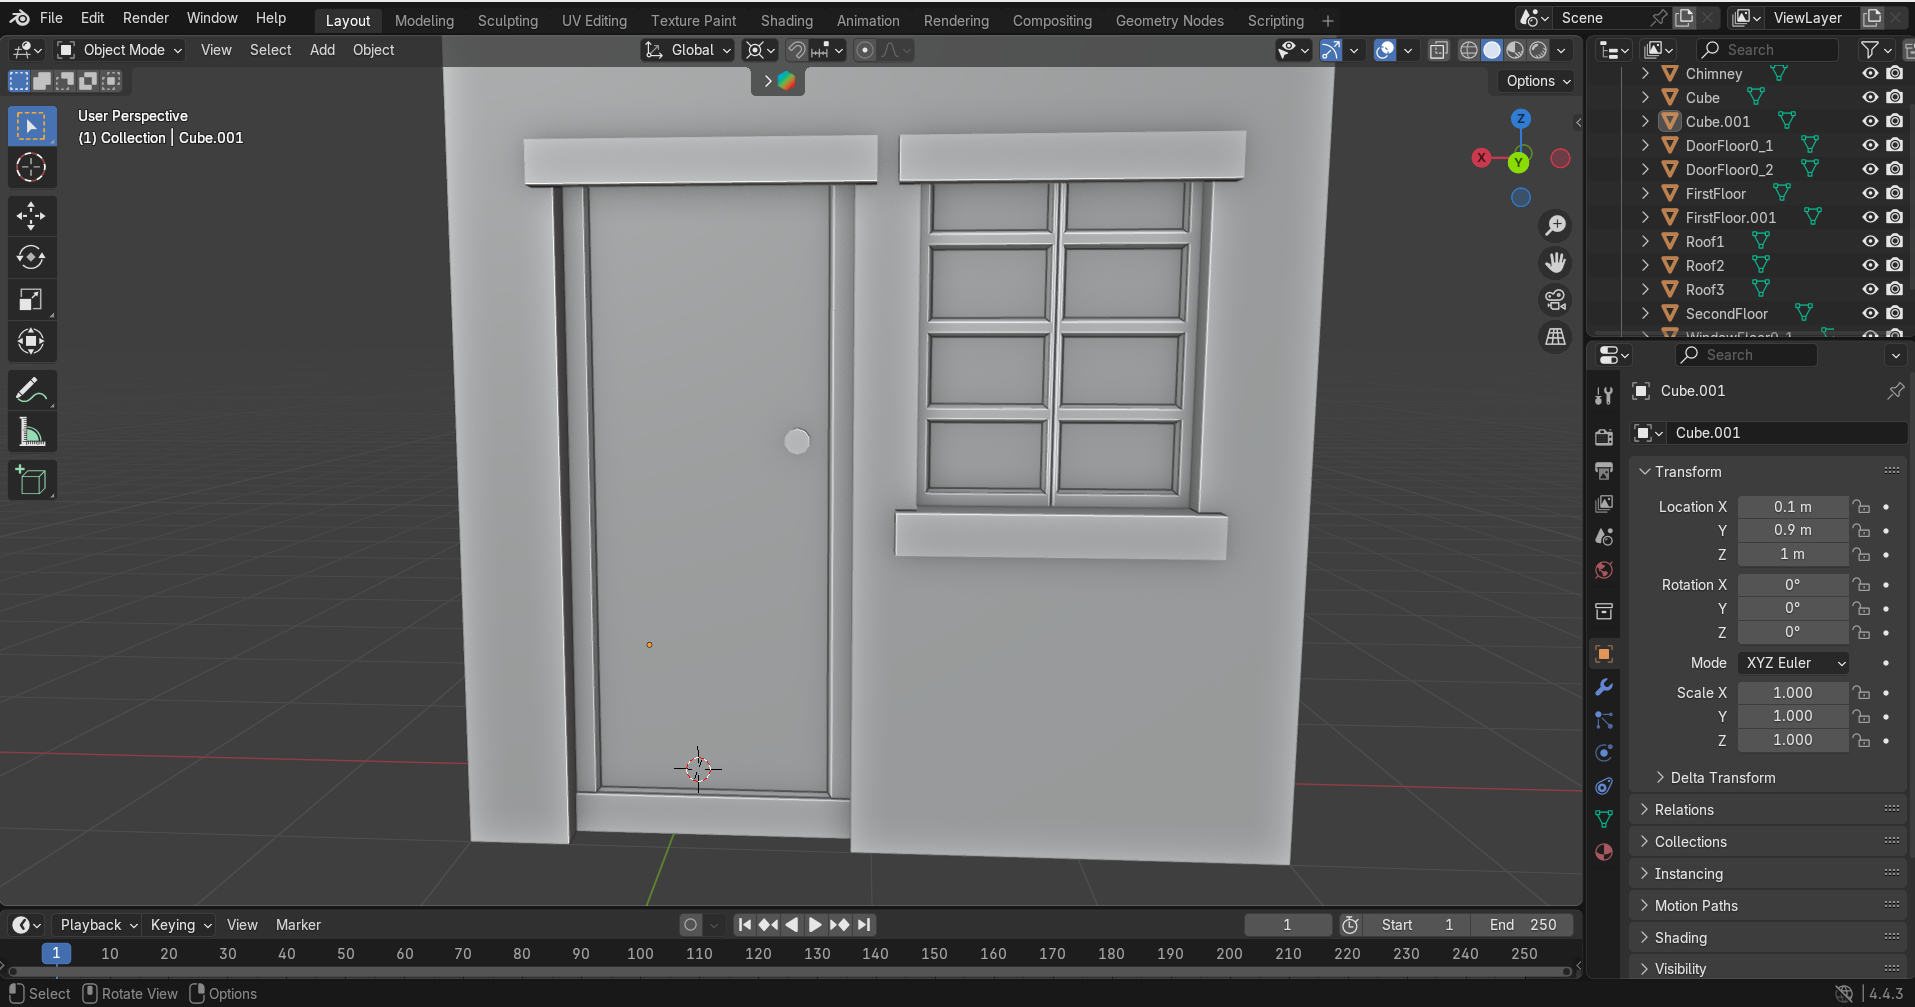 File Edit Render Window Help Layout Modeling Sculpting UV Editing Texture Paint Shading Animation Rendering Compositing Geometry Nodes Scripting + Scene ViewLayer
Object Mode View Select Add Object Global Search
Options
User Perspective
(1) Collection | Cube.001
Z
X
Y
Chimney
Cube
Cube.001
DoorFloor0_1
DoorFloor0_2
FirstFloor
FirstFloor.001
Roof1
Roof2
Roof3
SecondFloor
WindowFloor0_1
Search
Cube.001
Cube.001
Transform
Location X 0.1 m
Y 0.9 m
Z 1 m
Rotation X 0°
Y 0°
Z 0°
Mode XYZ Euler
Scale X 1.000
Y 1.000
Z 1.000
Delta Transform
Relations
Collections
Instancing
Motion Paths
Shading
Visibility
Playback Keying View Marker 1 Start 1 End 250
1 10 20 30 40 50 60 70 80 90 100 110 120 130 140 150 160 170 180 190 200 210 220 230 240 250
Select Rotate View Options 4.4.3